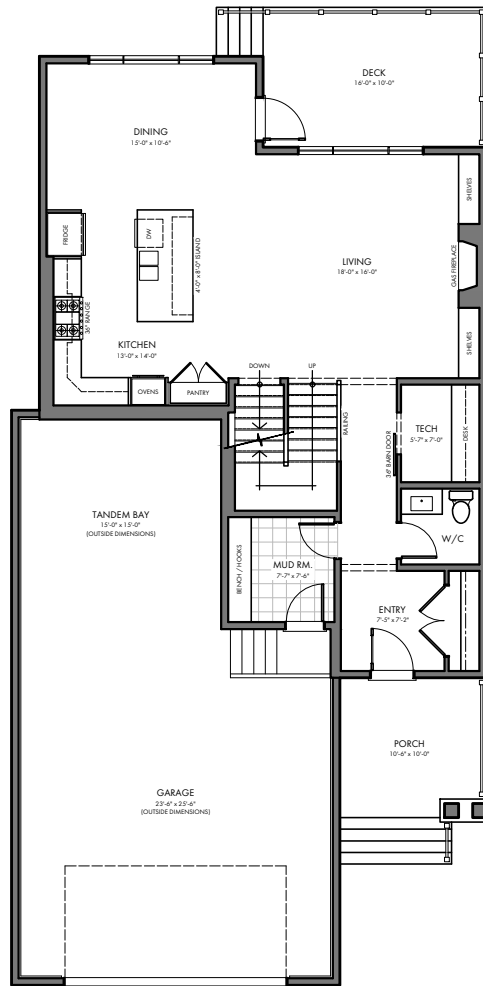 DECK
16'-0" x 10'-0"
DINING
15'-0" x 10'-6"
SHELVES
FRIDGE
DW
4'-0" x 8'-0" ISLAND
LIVING
18'-0" x 16'-0"
GAS FIREPLACE
36" RANGE
SHELVES
KITCHEN
13'-0" x 14'-0"
OVENS
PANTRY
DOWN
UP
RAILING
36" BARN DOOR
TECH
5'-7" x 7'-0"
DESK
TANDEM BAY
15'-0" x 15'-0"
(OUTSIDE DIMENSIONS)
BENCH / HOOKS
MUD RM.
7'-7" x 7'-6"
W/C
ENTRY
7'-5" x 7'-2"
PORCH
10'-6" x 10'-0"
GARAGE
23'-6" x 25'-6"
(OUTSIDE DIMENSIONS)